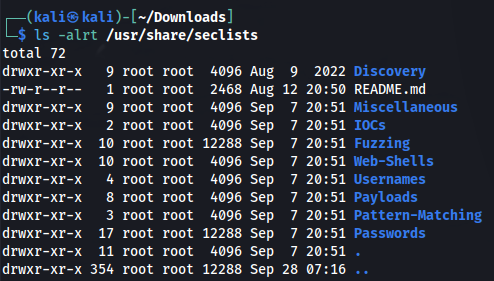 ┌──(kali㉿kali)-[~/Downloads]
└─$ ls -alrt /usr/share/seclists
total 72
drwxr-xr-x   9 root root  4096 Aug  9  2022 Discovery
-rw-r--r--   1 root root  2468 Aug 12 20:50 README.md
drwxr-xr-x   9 root root  4096 Sep  7 20:51 Miscellaneous
drwxr-xr-x   2 root root  4096 Sep  7 20:51 IOCs
drwxr-xr-x  10 root root 12288 Sep  7 20:51 Fuzzing
drwxr-xr-x  10 root root  4096 Sep  7 20:51 Web-Shells
drwxr-xr-x   4 root root  4096 Sep  7 20:51 Usernames
drwxr-xr-x   8 root root  4096 Sep  7 20:51 Payloads
drwxr-xr-x   3 root root  4096 Sep  7 20:51 Pattern-Matching
drwxr-xr-x  17 root root 12288 Sep  7 20:51 Passwords
drwxr-xr-x  11 root root  4096 Sep  7 20:51 .
drwxr-xr-x 354 root root 12288 Sep 28 07:16 ..